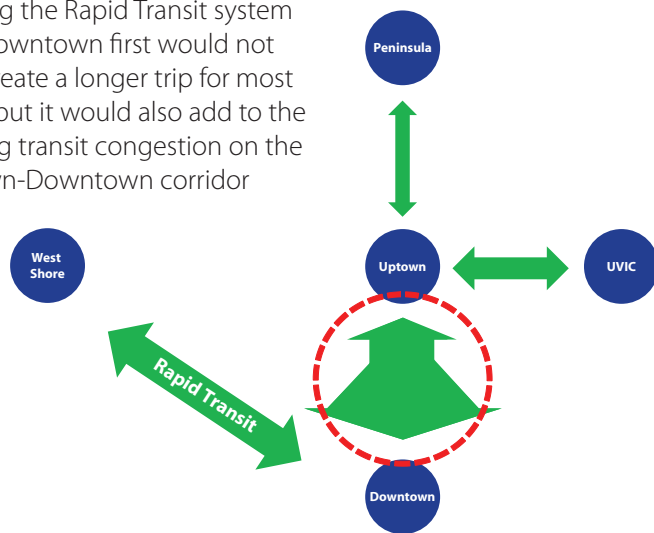 g the Rapid Transit system
owntown first would not
eate a longer trip for most
out it would also add to the
g transit congestion on the
n-Downtown corridor
Peninsula
West
Shore
Uptown
UVIC
Rapid Transit
Downtown